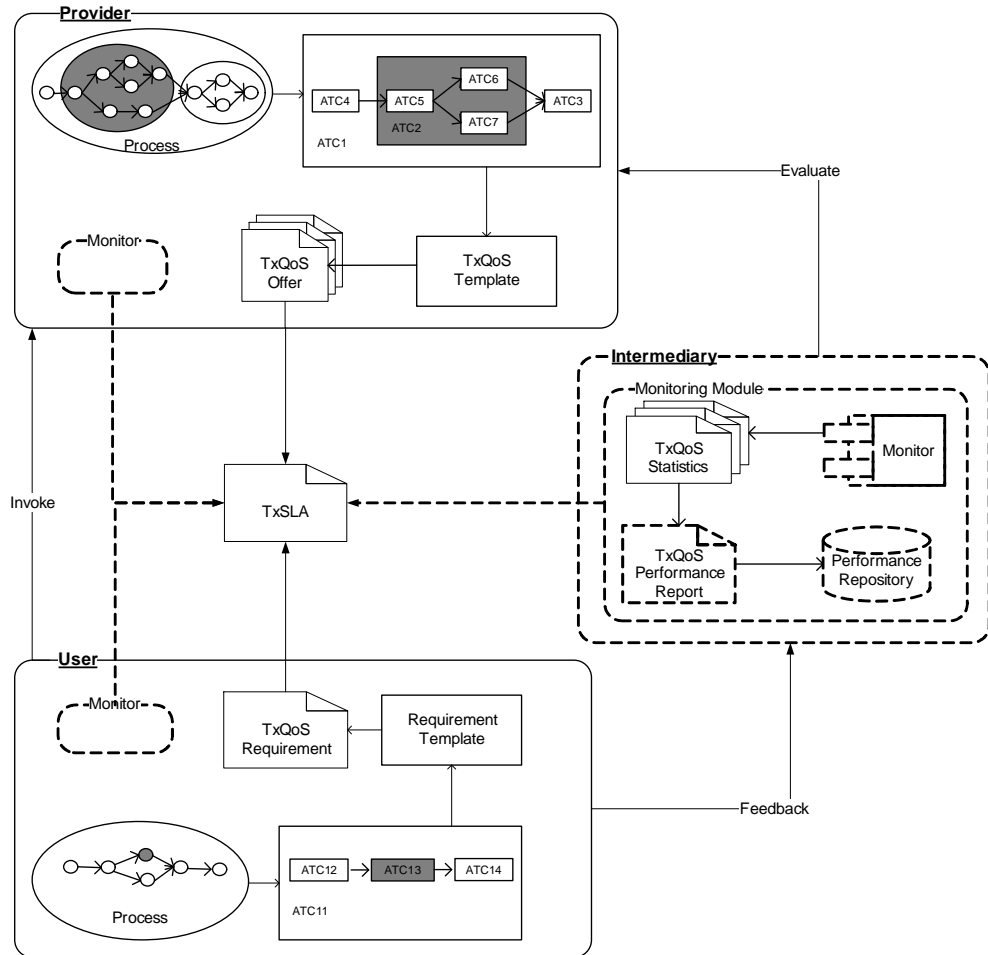 Provider
ATC6
ATC4
ATC5
ATC3
ATC7
ATC2
ATC1
Process
Evaluate
Monitor
TxQoS
Offer
TxQoS
Template
Intermediary
Monitoring Module
TxQoS
Statistics
Monitor
Invoke
TxSLA
TxQoS
Performance
Report
Performance
Repository
User
Monitor
TxQoS
Requirement
Requirement
Template
Feedback
ATC12
ATC13
ATC14
ATC11
Process